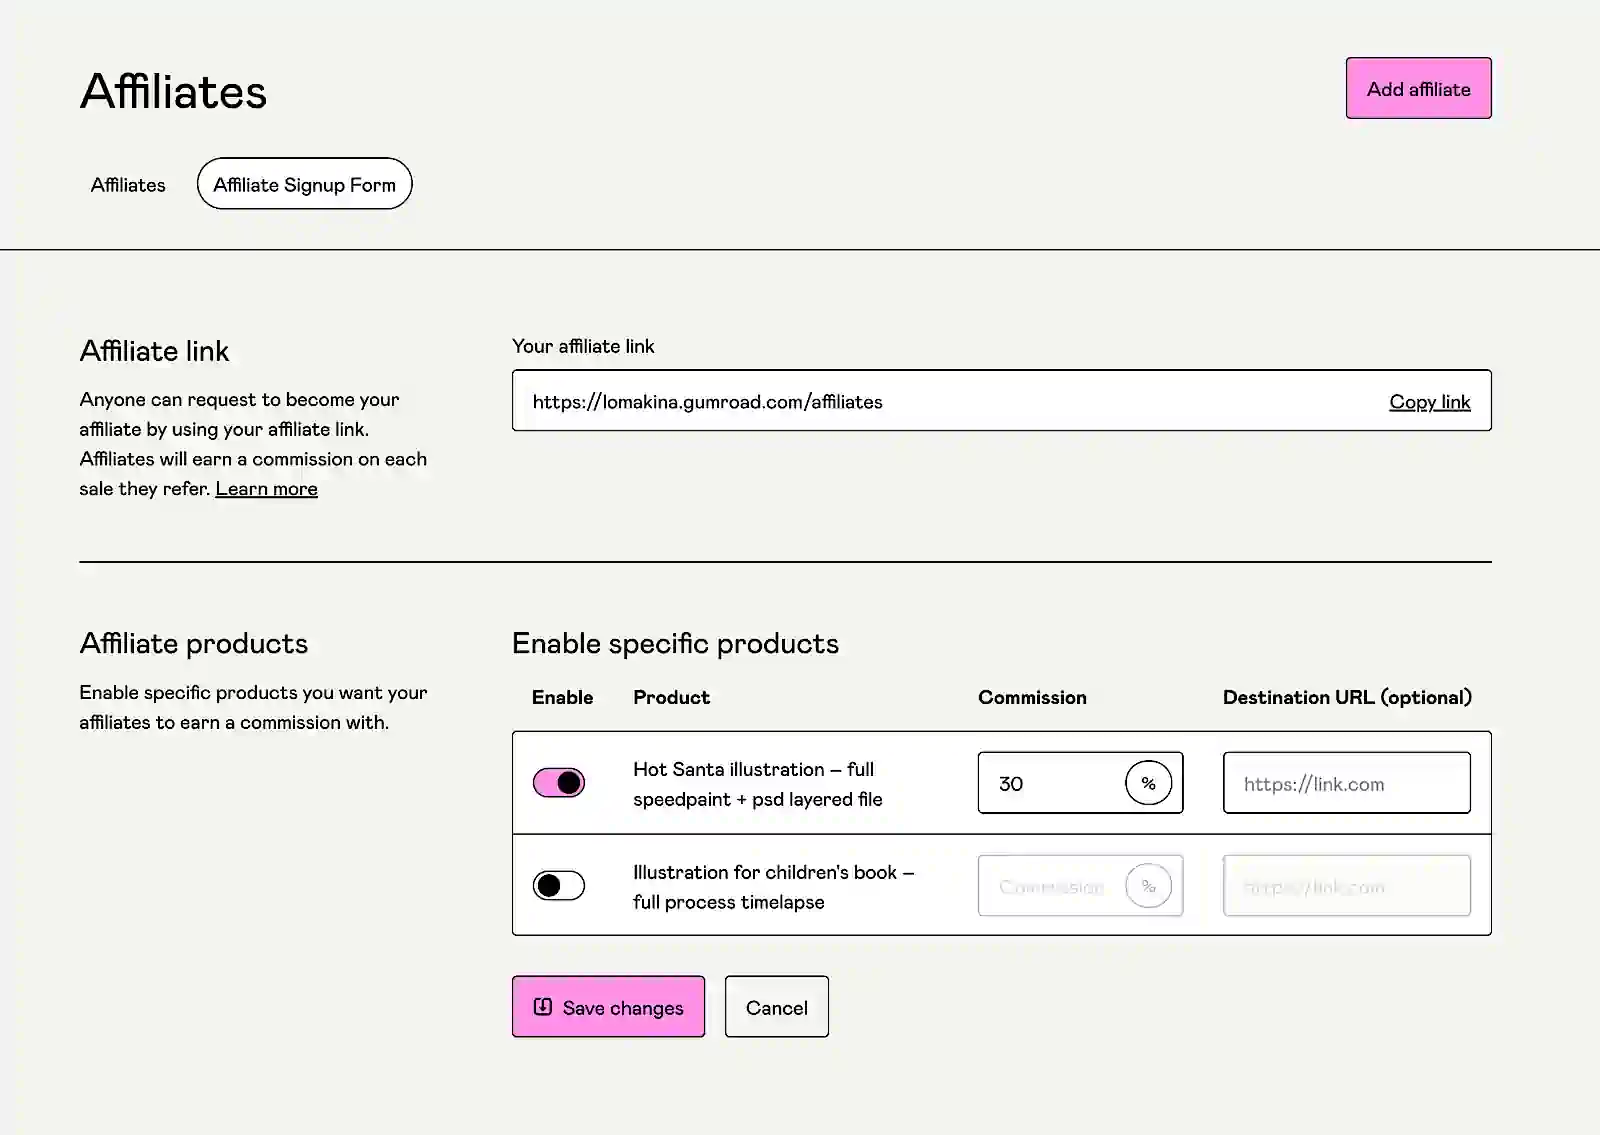 Affiliates
Add affiliate
Affiliates
Affiliate Signup Form
Affiliate link
Anyone can request to become your
affiliate by using your affiliate link.
Affiliates will earn a commission on each
sale they refer. Learn more
Your affiliate link
https://lomakina.gumroad.com/affiliates
Copy link
Affiliate products
Enable specific products you want your
affiliates to earn a commission with.
Enable specific products
Enable
Product
Commission
Destination URL (optional)
Hot Santa illustration – full
speedpaint + psd layered file
30
%
https://link.com
Illustration for children's book –
full process timelapse
Commission
%
https://link.com
Save changes
Cancel